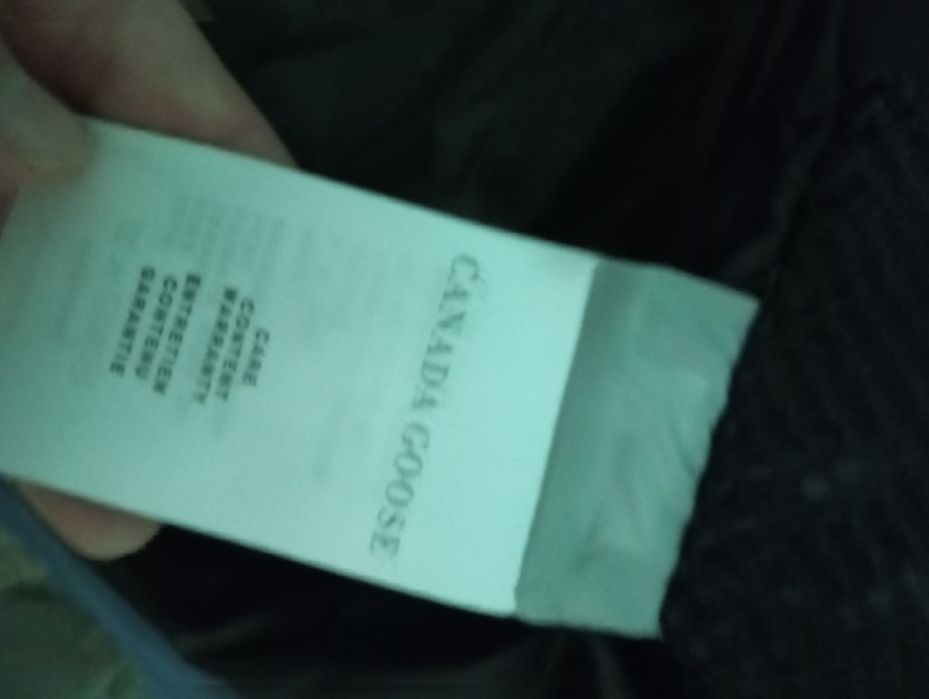 CANADA GOOSE
CARE
CONTENT
WARRANTY
ENTRETIEN
CONTENU
GARANTIE